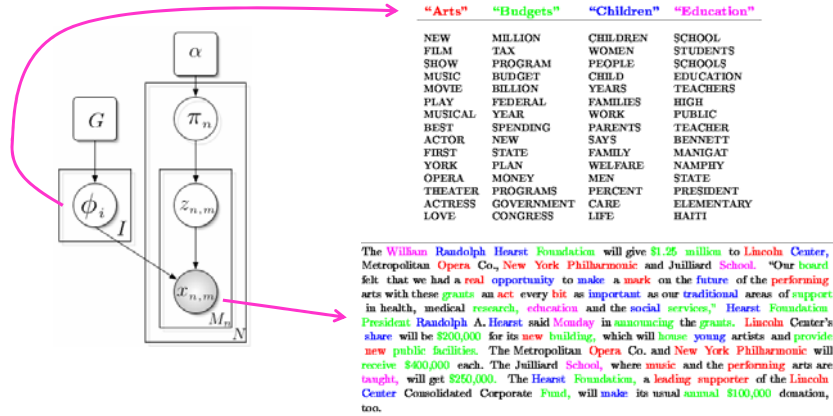 α
π_n
G
z_{n,m}
ϕ_i
I
x_{n,m}
M_n
N
“Arts” “Budgets” “Children” “Education”
NEW MILLION CHILDREN SCHOOL
FILM TAX WOMEN STUDENTS
SHOW PROGRAM PEOPLE SCHOOLS
MUSIC BUDGET CHILD EDUCATION
MOVIE BILLION YEARS TEACHERS
PLAY FEDERAL FAMILIES HIGH
MUSICAL YEAR WORK PUBLIC
BEST SPENDING PARENTS TEACHER
ACTOR NEW SAYS BENNETT
FIRST STATE FAMILY MANIGAT
YORK PLAN WELFARE NAMPHY
OPERA MONEY MEN STATE
THEATER PROGRAMS PERCENT PRESIDENT
ACTRESS GOVERNMENT CARE ELEMENTARY
LOVE CONGRESS LIFE HAITI
The William Randolph Hearst Foundation will give $1.25 million to Lincoln Center,
Metropolitan Opera Co., New York Philharmonic and Juilliard School. “Our board
felt that we had a real opportunity to make a mark on the future of the performing
arts with these grants an act every bit as important as our traditional areas of support
in health, medical research, education and the social services,” Hearst Foundation
President Randolph A. Hearst said Monday in announcing the grants. Lincoln Center’s
share will be $200,000 for its new building, which will house young artists and provide
new public facilities. The Metropolitan Opera Co. and New York Philharmonic will
receive $400,000 each. The Juilliard School, where music and the performing arts are
taught, will get $250,000. The Hearst Foundation, a leading supporter of the Lincoln
Center Consolidated Corporate Fund, will make its usual annual $100,000 donation,
too.